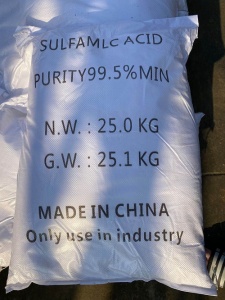 SULFAMLC ACID
PURITY99.5%MIN
N.W. : 25.0 KG
G.W. : 25.1 KG
MADE IN CHINA
Only use in industry